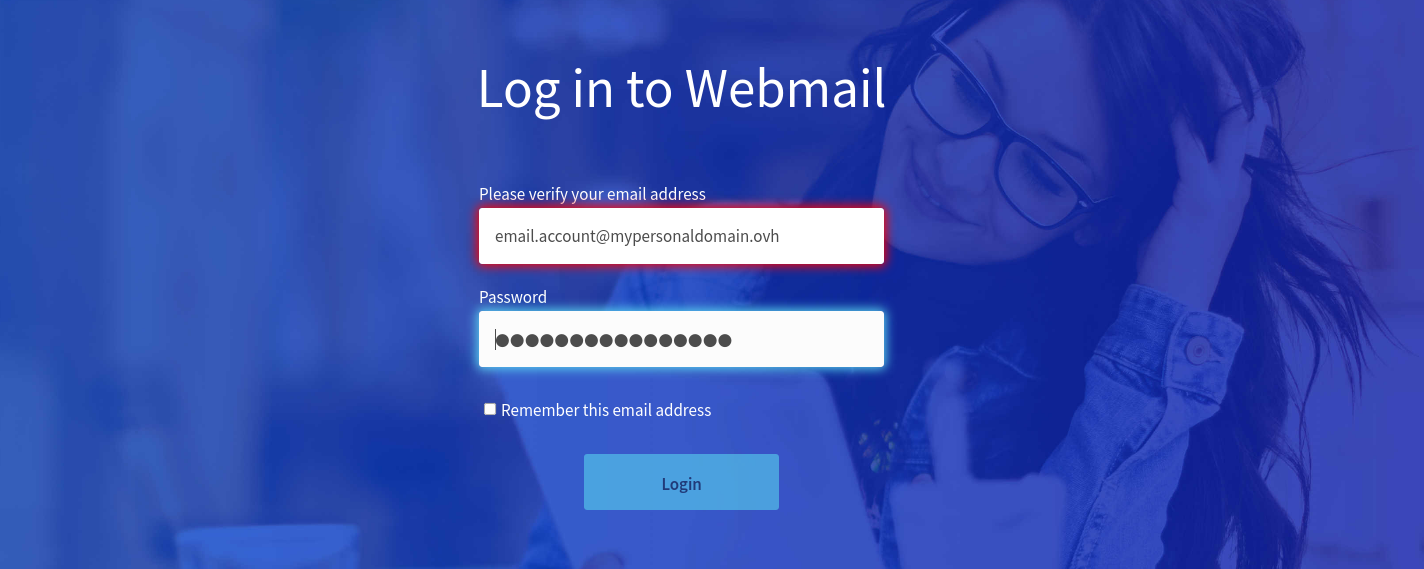 Log in to Webmail
Please verify your email address
email.account@mypersonaldomain.ovh
Password
●●●●●●●●●●●●●●●●
Remember this email address
Login